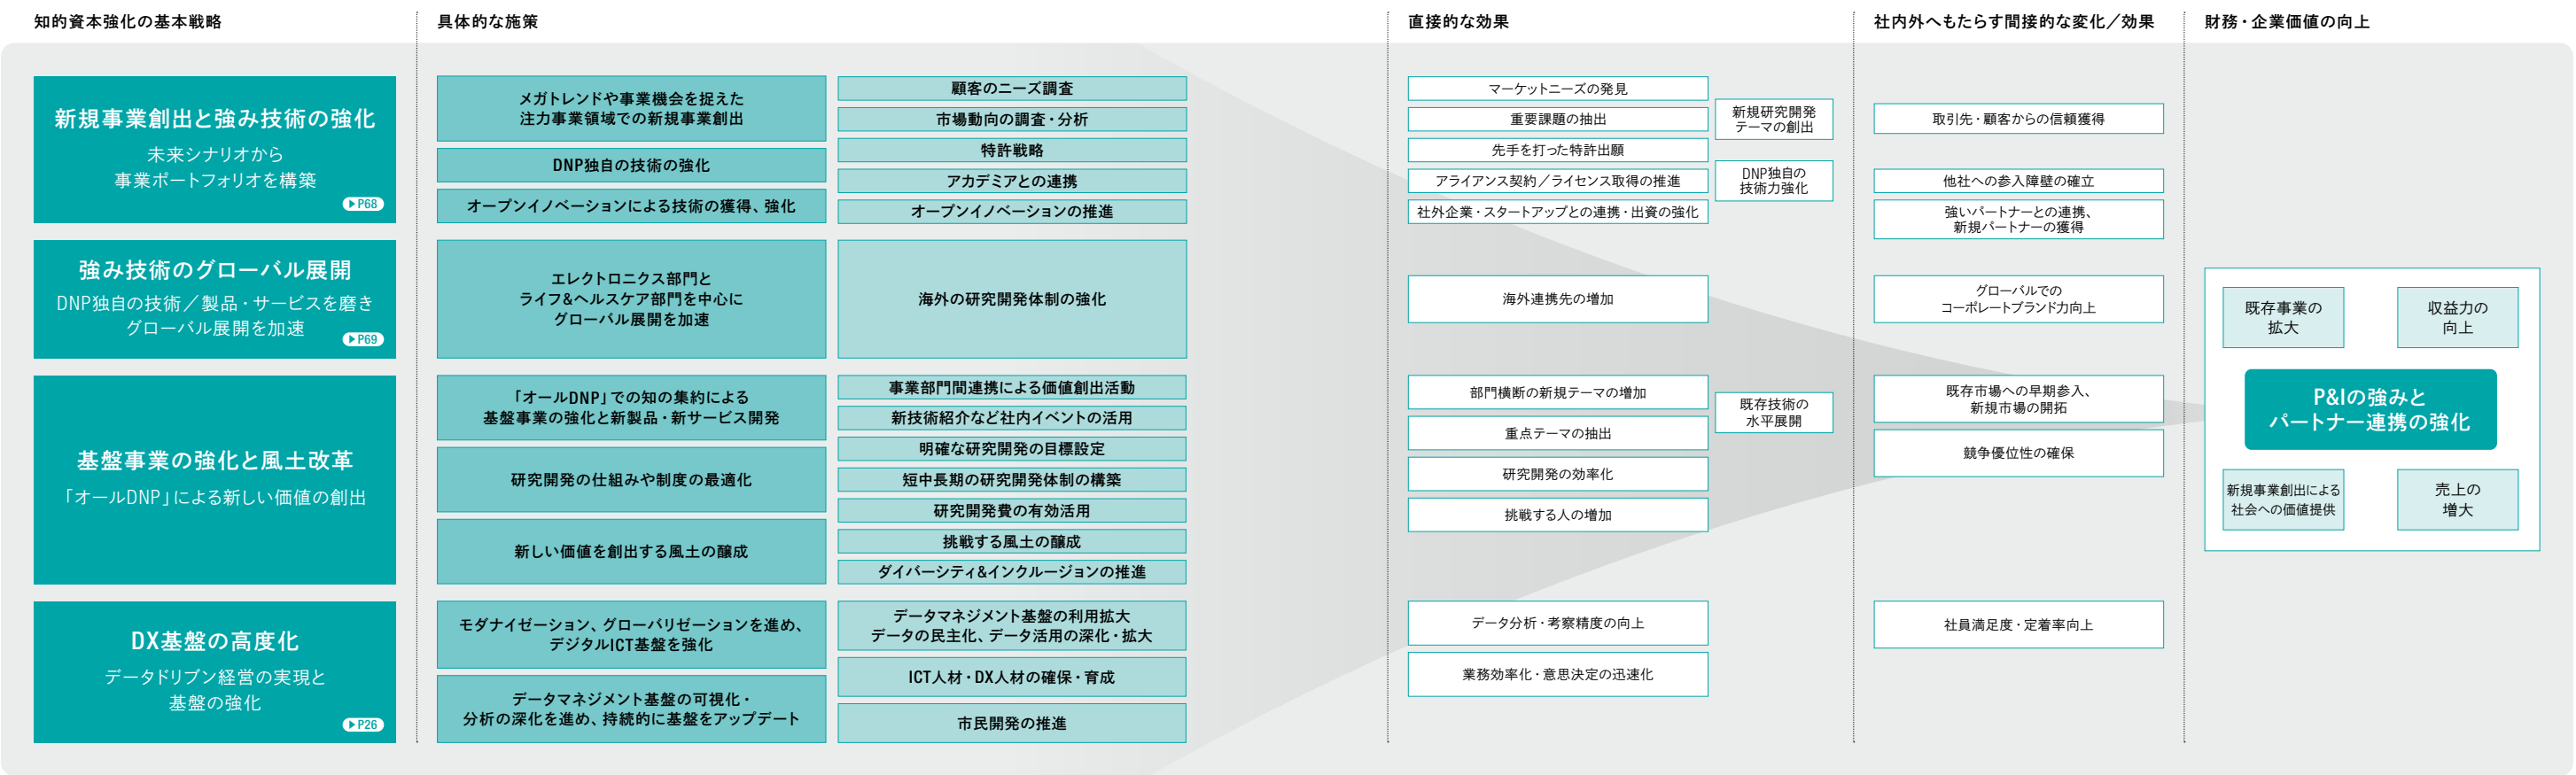 知的資本強化の基本戦略
具体的な施策
直接的な効果
社内外へもたらす間接的な変化／効果
財務・企業価値の向上
新規事業創出と強み技術の強化
未来シナリオから
事業ポートフォリオを構築
▶P68
メガトレンドや事業機会を捉えた
注力事業領域での新規事業創出
DNP独自の技術の強化
オープンイノベーションによる技術の獲得、強化
顧客のニーズ調査
市場動向の調査・分析
特許戦略
アカデミアとの連携
オープンイノベーションの推進
マーケットニーズの発見
重要課題の抽出
先手を打った特許出願
アライアンス契約／ライセンス取得の推進
社外企業・スタートアップとの連携・出資の強化
新規研究開発
テーマの創出
DNP独自の
技術力強化
取引先・顧客からの信頼獲得
他社への参入障壁の確立
強いパートナーとの連携、
新規パートナーの獲得
強み技術のグローバル展開
DNP独自の技術／製品・サービスを磨き
グローバル展開を加速
▶P69
エレクトロニクス部門と
ライフ&ヘルスケア部門を中心に
グローバル展開を加速
海外の研究開発体制の強化
海外連携先の増加
グローバルでの
コーポレートブランド力向上
基盤事業の強化と風土改革
「オールDNP」による新しい価値の創出
「オールDNP」での知の集約による
基盤事業の強化と新製品・新サービス開発
研究開発の仕組みや制度の最適化
新しい価値を創出する風土の醸成
事業部門間連携による価値創出活動
新技術紹介など社内イベントの活用
明確な研究開発の目標設定
短中長期の研究開発体制の構築
研究開発費の有効活用
挑戦する風土の醸成
ダイバーシティ&インクルージョンの推進
部門横断の新規テーマの増加
重点テーマの抽出
研究開発の効率化
挑戦する人の増加
既存技術の
水平展開
既存市場への早期参入、
新規市場の開拓
競争優位性の確保
DX基盤の高度化
データドリブン経営の実現と
基盤の強化
▶P26
モダナイゼーション、グローバリゼーションを進め、
デジタルICT基盤を強化
データマネジメント基盤の可視化・
分析の深化を進め、持続的に基盤をアップデート
データマネジメント基盤の利用拡大
データの民主化、データ活用の深化・拡大
ICT人材・DX人材の確保・育成
市民開発の推進
データ分析・考察精度の向上
業務効率化・意思決定の迅速化
社員満足度・定着率向上
既存事業の
拡大
収益力の
向上
P&Iの強みと
パートナー連携の強化
新規事業創出による
社会への価値提供
売上の
増大